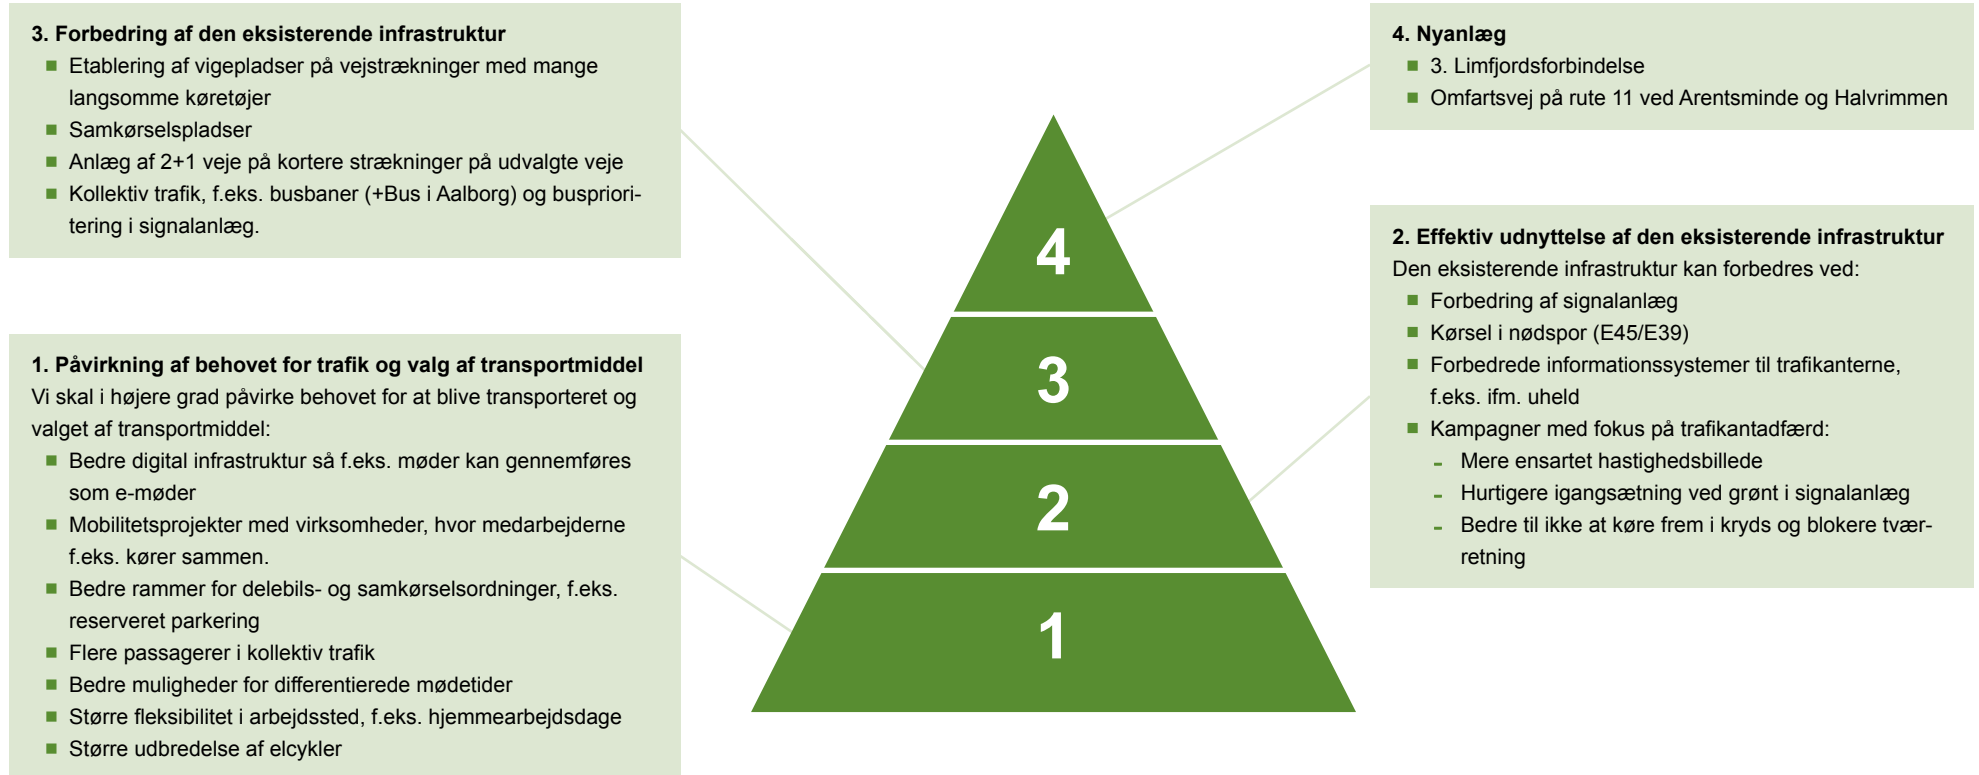 3. Forbedring af den eksisterende infrastruktur
Etablering af vigepladser på vejstrækninger med mange
langsomme køretøjer
Samkørselspladser
Anlæg af 2+1 veje på kortere strækninger på udvalgte veje
Kollektiv trafik, f.eks. busbaner (+Bus i Aalborg) og busprior-
tering i signalanlæg.
1. Påvirkning af behovet for trafik og valg af transportmiddel
Vi skal i højere grad påvirke behovet for at blive transporteret og
valget af transportmiddel:
Bedre digital infrastruktur så f.eks. møder kan gennemføres
som e-møder
Mobilitetsprojekter med virksomheder, hvor medarbejderne
f.eks. kører sammen.
Bedre rammer for delebils- og samkørselsordninger, f.eks.
reserveret parkering
Flere passagerer i kollektiv trafik
Bedre muligheder for differentierede mødetider
Større fleksibilitet i arbejdssted, f.eks. hjemmearbejdsdage
Større udbredelse af elcykler
4
3
2
1
4. Nyanlæg
3. Limfjordsforbindelse
Omfartsvej på rute 11 ved Arentsminde og Halvrimmen
2. Effektiv udnyttelse af den eksisterende infrastruktur
Den eksisterende infrastruktur kan forbedres ved:
Forbedring af signalanlæg
Kørsel i nødspor (E45/E39)
Forbedrede informationssystemer til trafikanterne,
f.eks. ifm. uheld
Kampagner med fokus på trafikantadfærd:
- Mere ensartet hastighedsbillede
- Hurtigere igangsætning ved grønt i signalanlæg
- Bedre til ikke at køre frem i kryds og blokere tvær-
retning